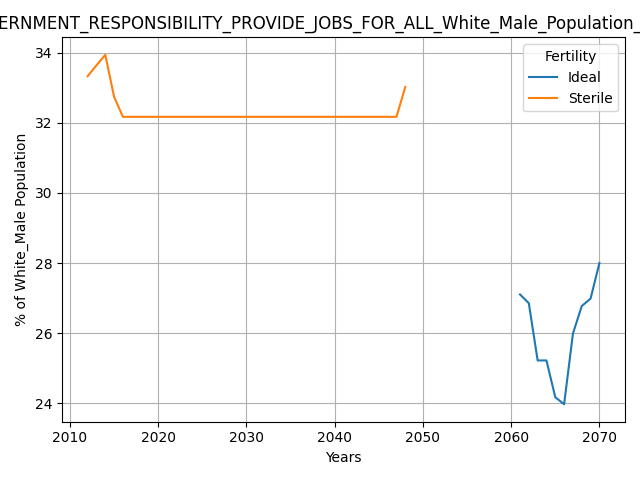 ERNMENT_RESPONSIBILITY_PROVIDE_JOBS_FOR_ALL_White_Male_Population_
Fertility
Ideal
Sterile
34
32
30
28
26
24
% of White_Male Population
2010 2020 2030 2040 2050 2060 2070
Years